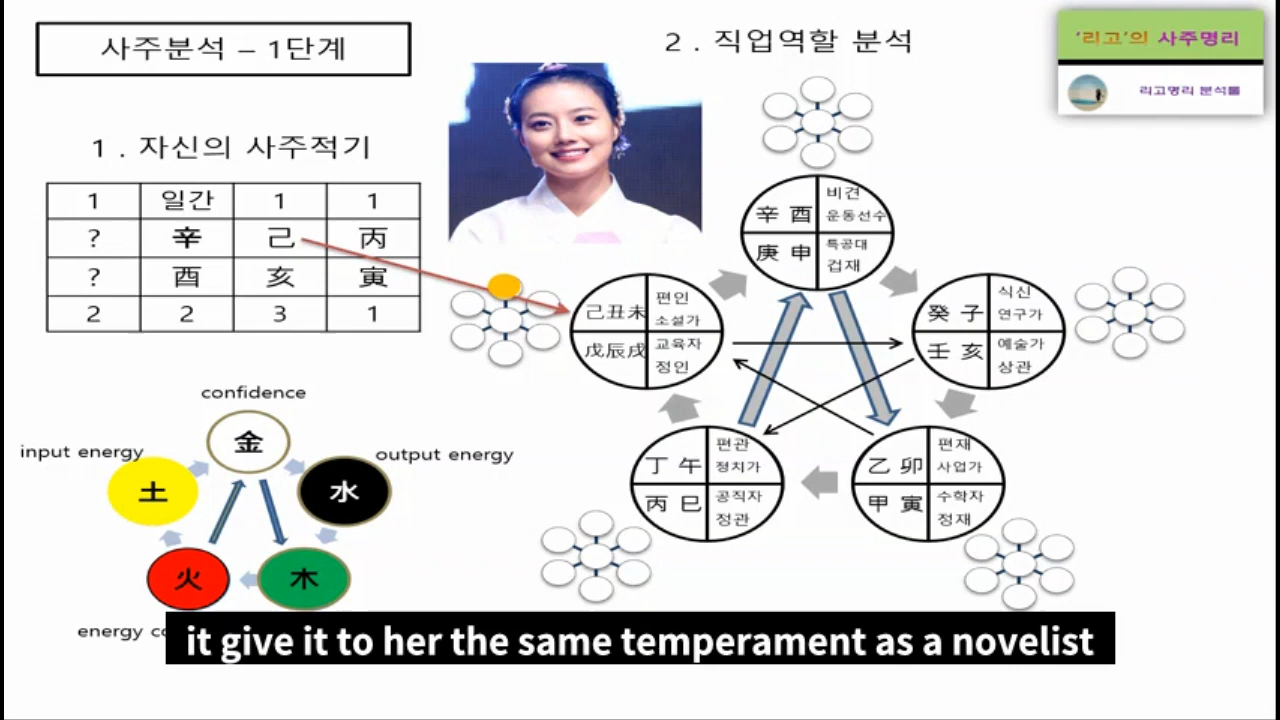 사주분석 – 1단계
2 . 직업역할 분석
'리고'의 사주명리
리고명리 분석툴
1 . 자신의 사주적기
1 일간 1 1
? 辛 己 丙
? 酉 亥 寅
2 2 3 1
辛 酉 비견 운동선수
庚 申 특공대 겁재
己丑未 편인 소설가
戊辰戌 교육자 정인
癸 子 식신 연구가
壬 亥 예술가 상관
丁 午 편관 정치가
丙 巳 공직자 정관
乙 卯 편재 사업가
甲 寅 수학자 정재
confidence
金
input energy
output energy
土
水
火
木
energy
it give it to her the same temperament as a novelist